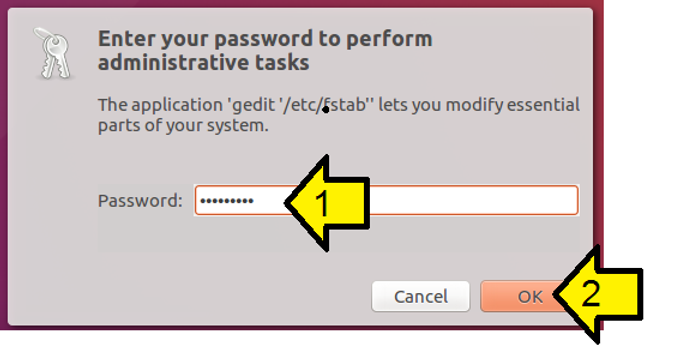 Enter your password to perform
administrative tasks
The application 'gedit '/etc/fstab'' lets you modify essential
parts of your system.
Password: •••••••••
1
Cancel OK
2